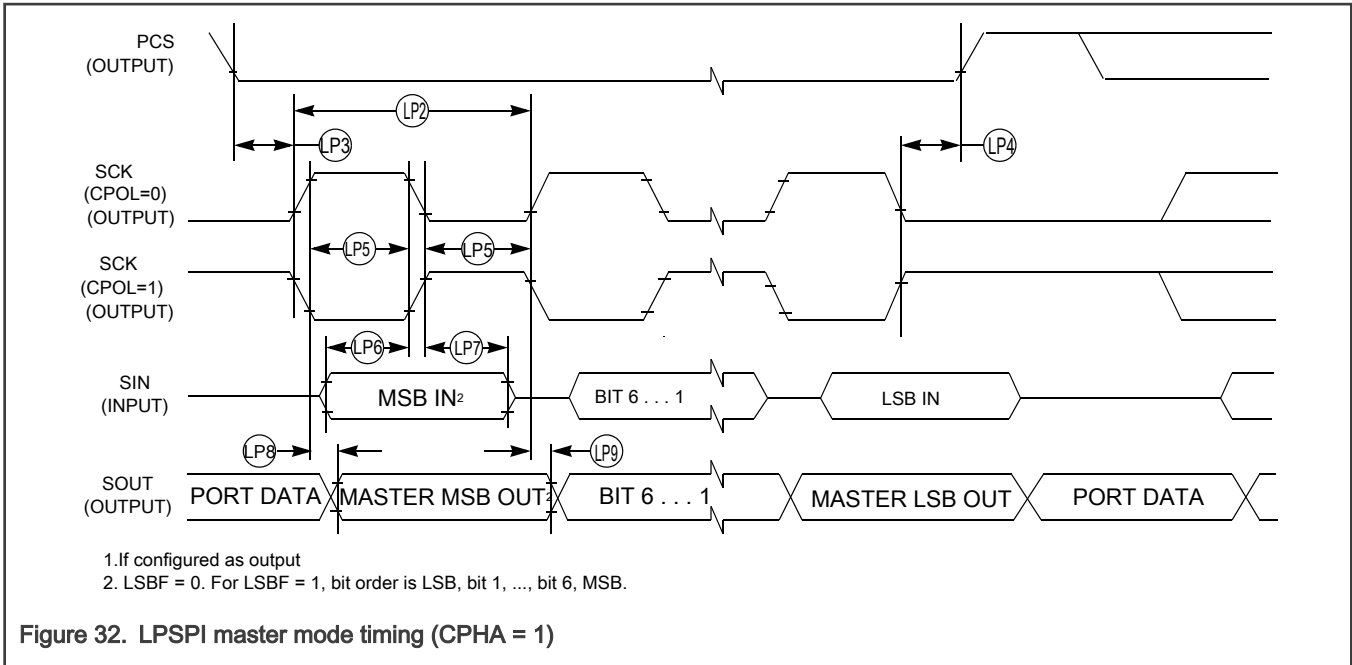 PCS
(OUTPUT)
LP2
LP3
LP4
SCK
(CPOL=0)
(OUTPUT)
LP5
LP5
SCK
(CPOL=1)
(OUTPUT)
LP6
LP7
SIN
(INPUT)
MSB IN2
BIT 6 . . . 1
LSB IN
LP8
LP9
SOUT
(OUTPUT)
PORT DATA
MASTER MSB OUT2
BIT 6 . . . 1
MASTER LSB OUT
PORT DATA
1.If configured as output
2. LSBF = 0. For LSBF = 1, bit order is LSB, bit 1, ..., bit 6, MSB.
Figure 32. LPSPI master mode timing (CPHA = 1)